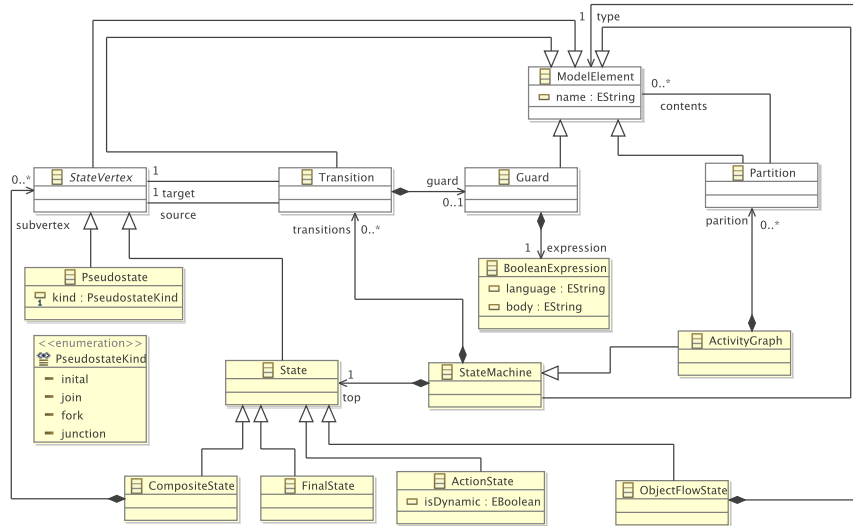 1
type
ModelElement
name : EString
0..*
contents
0..*
StateVertex
1
1 target
source
Transition
guard
0..1
Guard
Partition
parition
0..*
subvertex
transitions
0..*
1
expression
Pseudostate
kind : PseudostateKind
BooleanExpression
language : EString
body : EString
<<enumeration>>
PseudostateKind
inital
join
fork
junction
ActivityGraph
State
1
top
StateMachine
CompositeState
FinalState
ActionState
isDynamic : EBoolean
ObjectFlowState